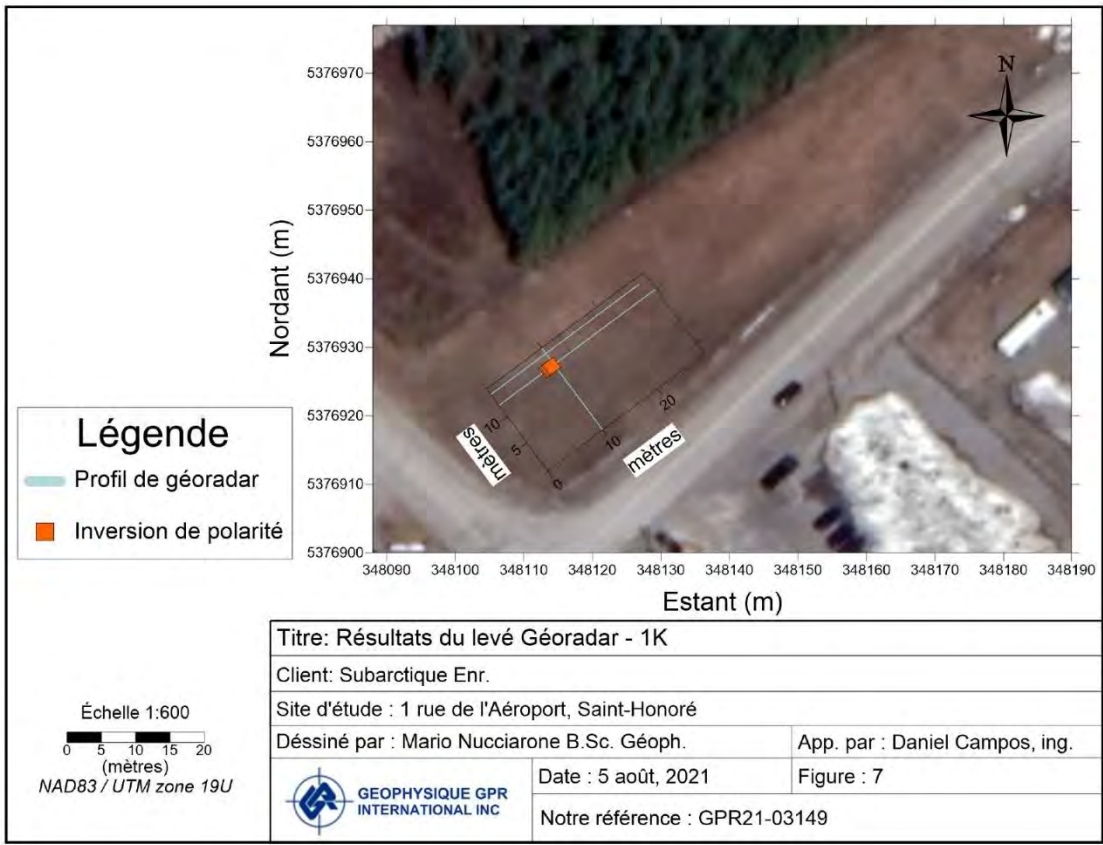 N
5376970
5376960
5376950
5376940
5376930
5376920
5376910
5376900
Nordant (m)
10
5
0
10
20
mètres
mètres
348090 348100 348110 348120 348130 348140 348150 348160 348170 348180 348190
Estant (m)
Légende
Profil de géoradar
Inversion de polarité
Échelle 1:600
0 5 10 15 20
(mètres)
NAD83 / UTM zone 19U
Titre: Résultats du levé Géoradar - 1K
Client: Subarctique Enr.
Site d'étude : 1 rue de l'Aéroport, Saint-Honoré
Déssiné par : Mario Nucciarone B.Sc. Géoph.
App. par : Daniel Campos, ing.
GEOPHYSIQUE GPR
INTERNATIONAL INC
Date : 5 août, 2021
Figure : 7
Notre référence : GPR21-03149